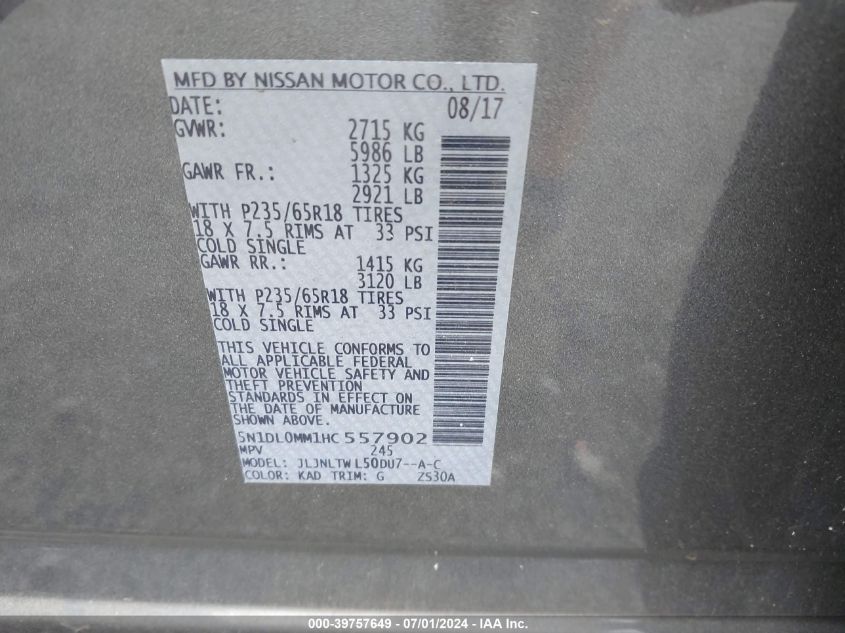 MFD BY NISSAN MOTOR CO., LTD.
DATE: 08/17
GVWR: 2715 KG
5986 LB
GAWR FR.: 1325 KG
2921 LB
WITH P235/65R18 TIRES
18 X 7.5 RIMS AT 33 PSI
COLD SINGLE
GAWR RR.: 1415 KG
3120 LB
WITH P235/65R18 TIRES
18 X 7.5 RIMS AT 33 PSI
COLD SINGLE
THIS VEHICLE CONFORMS TO
ALL APPLICABLE FEDERAL
MOTOR VEHICLE SAFETY AND
THEFT PREVENTION
STANDARDS IN EFFECT ON
THE DATE OF MANUFACTURE
SHOWN ABOVE.
5N1DL0MM1HC557902
MPV 245
MODEL: JLJNLTW L50DU7--A-C
COLOR: KAD TRIM: G ZS30A
000-39757649 - 07/01/2024 - IAA Inc.